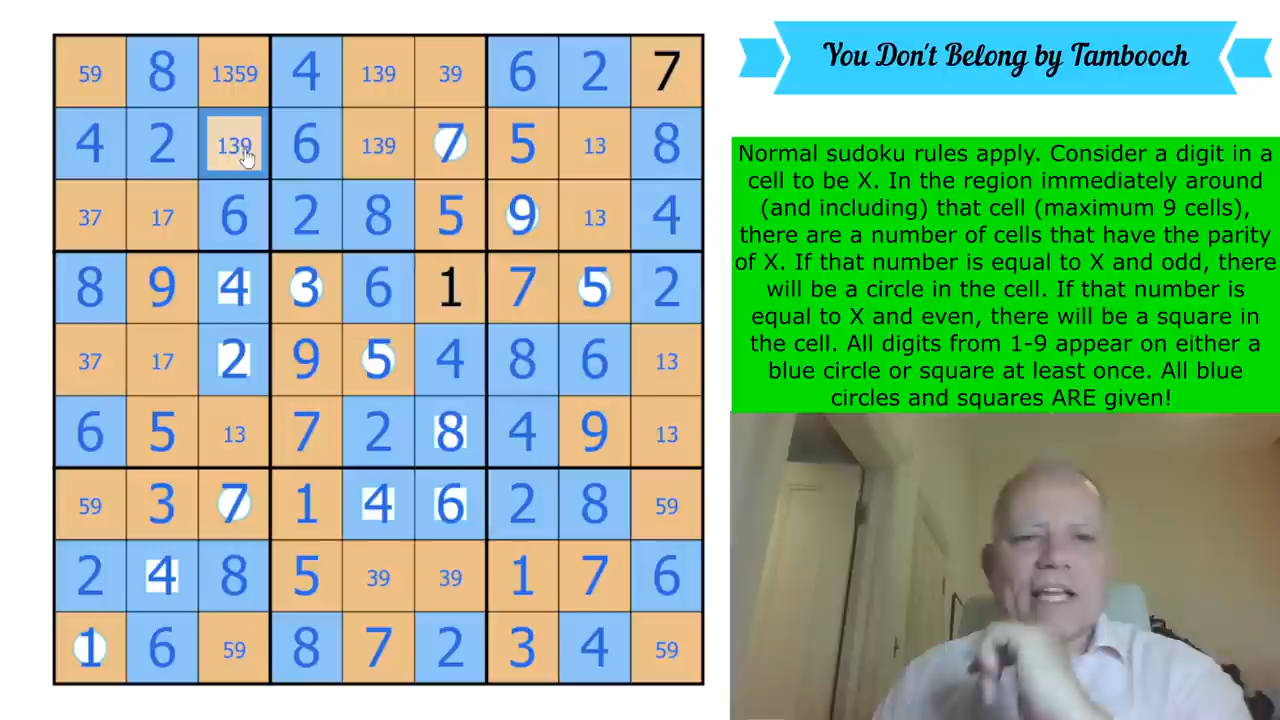 You Don't Belong by Tambooch
59 8 1359 4 139 39 6 2 7
4 2 139 6 139 7 5 13 8
37 17 6 2 8 5 9 13 4
8 9 4 3 6 1 7 5 2
37 17 2 9 5 4 8 6 13
6 5 13 7 2 8 4 9 13
59 3 7 1 4 6 2 8 59
2 4 8 5 39 39 1 7 6
1 6 59 8 7 2 3 4 59
Normal sudoku rules apply. Consider a digit in a
cell to be X. In the region immediately around
(and including) that cell (maximum 9 cells),
there are a number of cells that have the parity
of X. If that number is equal to X and odd, there
will be a circle in the cell. If that number is
equal to X and even, there will be a square in
the cell. All digits from 1-9 appear on either a
blue circle or square at least once. All blue
circles and squares ARE given!